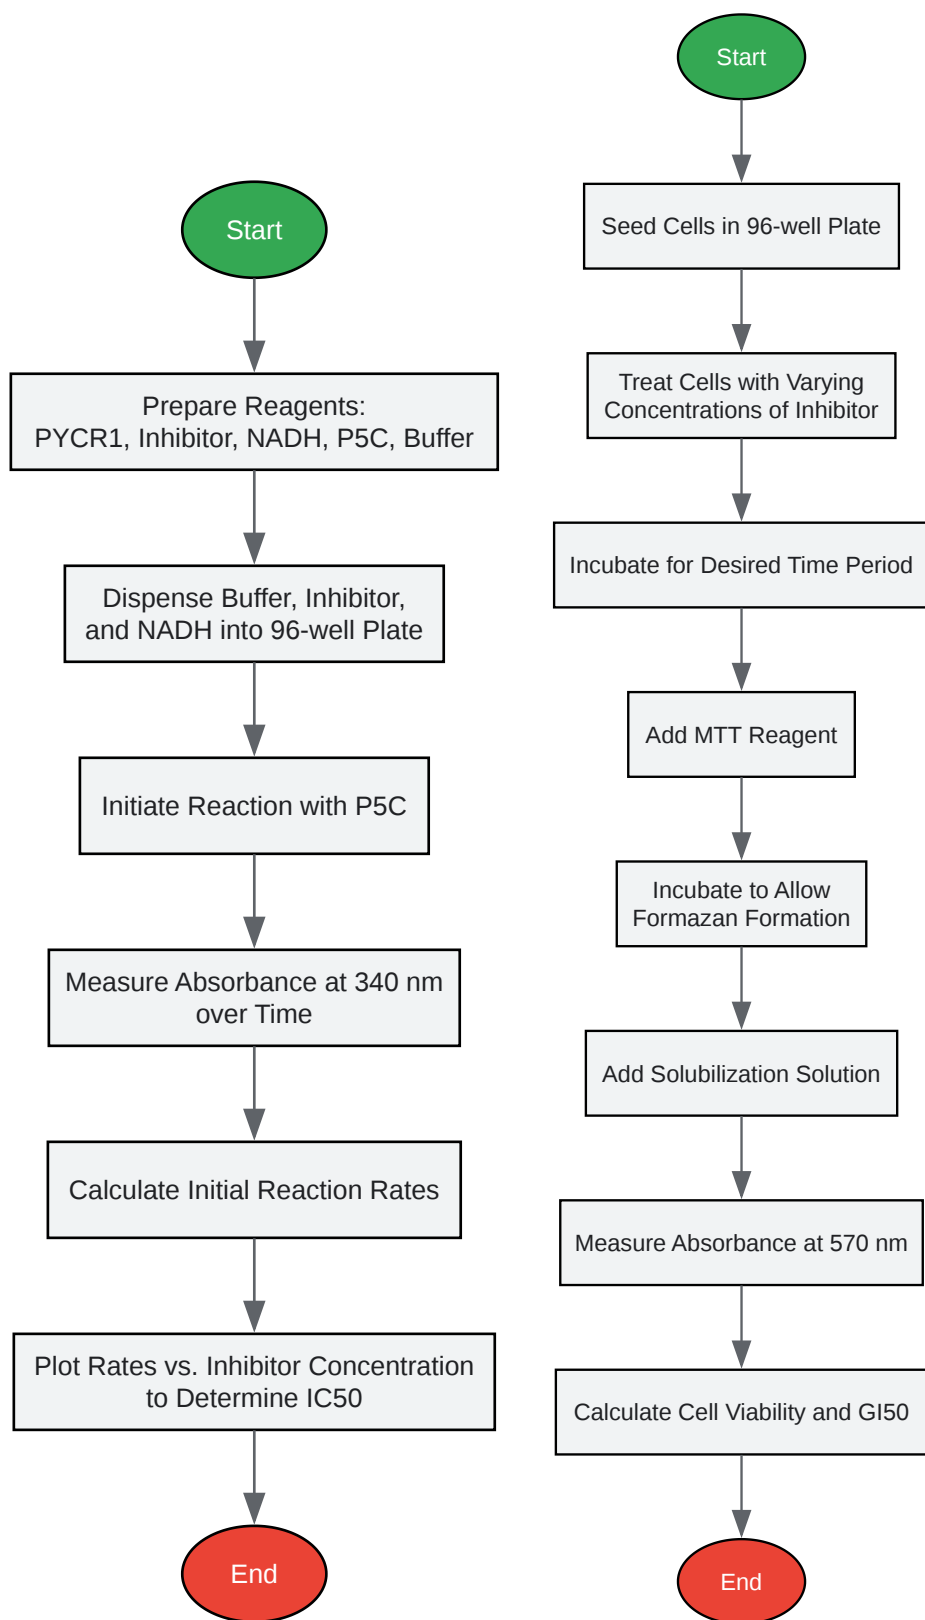 Start
Prepare Reagents:
PYCR1, Inhibitor, NADH, P5C, Buffer
Dispense Buffer, Inhibitor,
and NADH into 96-well Plate
Initiate Reaction with P5C
Measure Absorbance at 340 nm
over Time
Calculate Initial Reaction Rates
Plot Rates vs. Inhibitor Concentration
to Determine IC50
End
Start
Seed Cells in 96-well Plate
Treat Cells with Varying
Concentrations of Inhibitor
Incubate for Desired Time Period
Add MTT Reagent
Incubate to Allow
Formazan Formation
Add Solubilization Solution
Measure Absorbance at 570 nm
Calculate Cell Viability and GI50
End